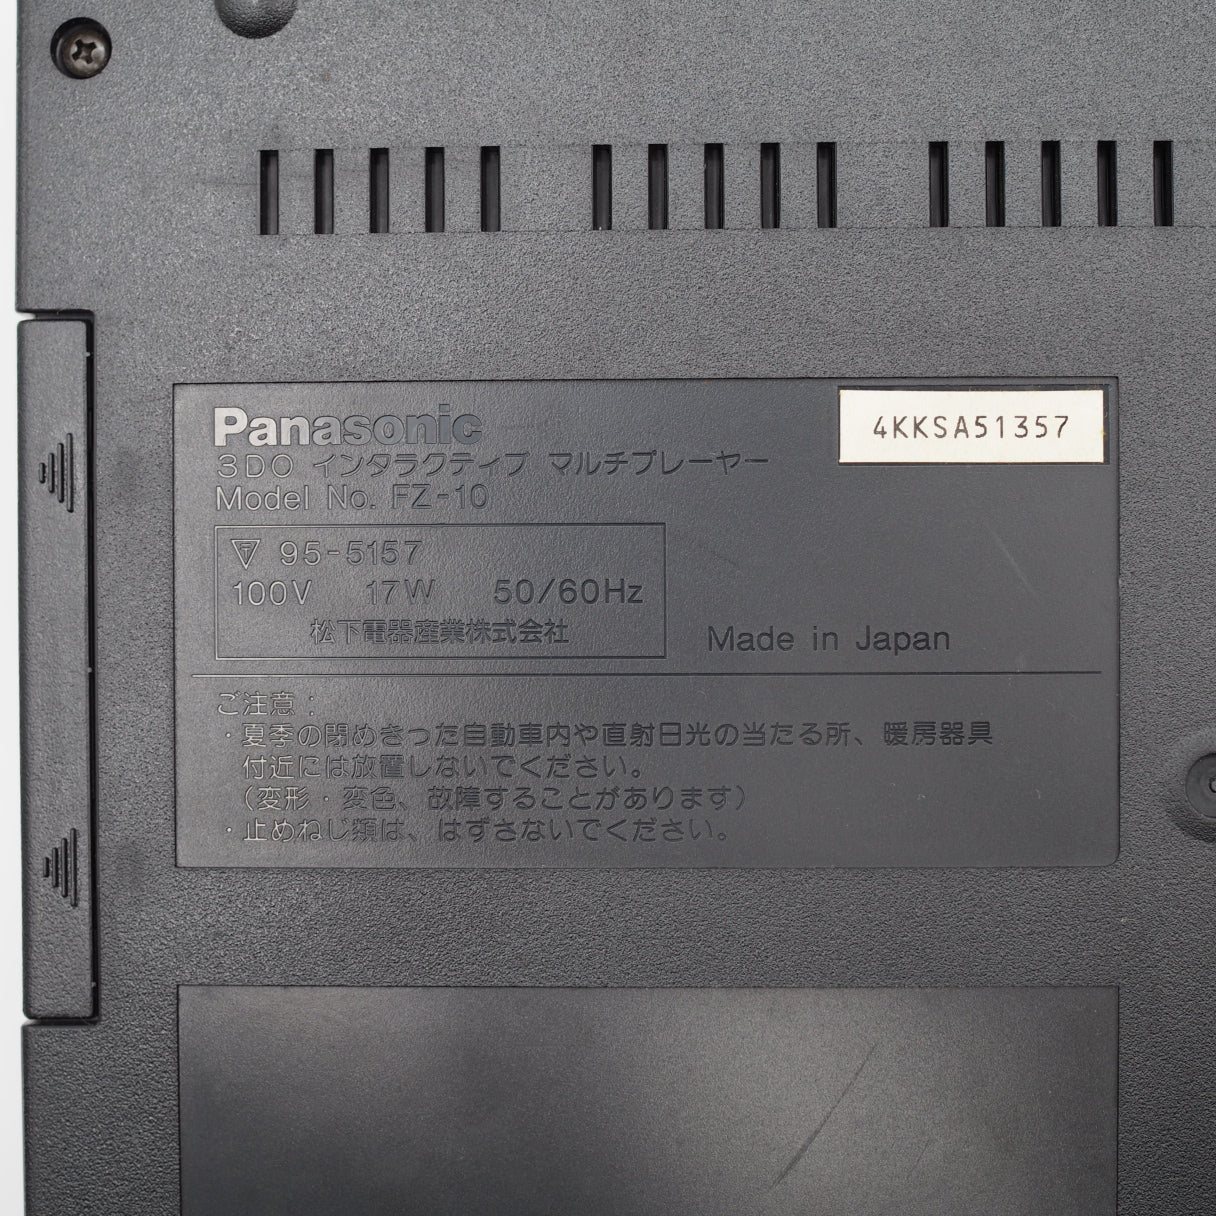 Panasonic
4KKSA51357
3DO インタラクティブ マルチプレーヤー
Model No. FZ-10
95-5157
100V 17W 50/60Hz
松下電器産業株式会社
Made in Japan
ご注意：
・夏季の閉めきった自動車内や直射日光の当たる所、暖房器具
付近には放置しないでください。
（変形・変色、故障することがあります）
・止めねじ類は、はずさないでください。